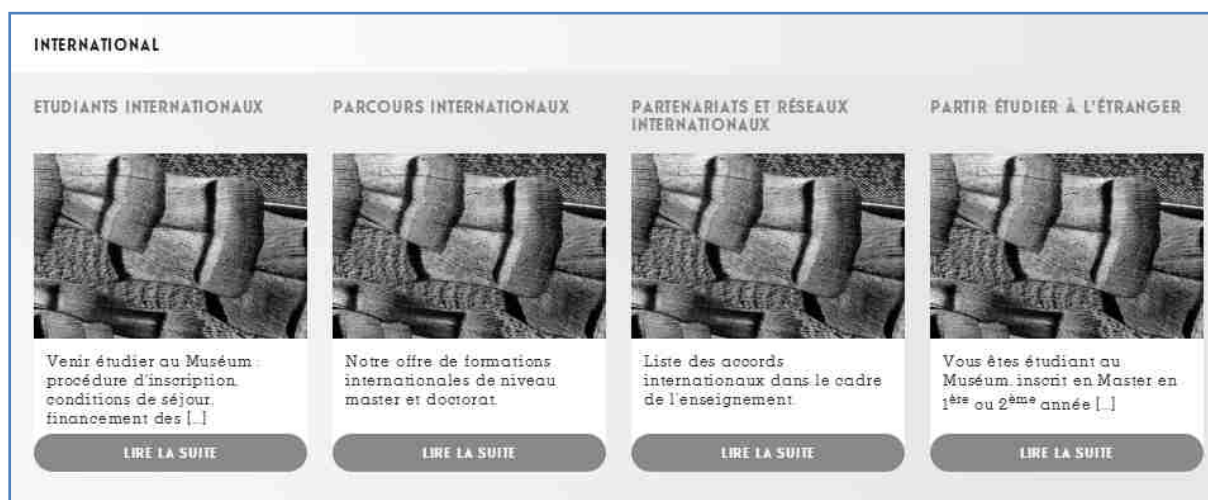 INTERNATIONAL
ETUDIANTS INTERNATIONAUX
Venir étudier au Muséum :
procédure d'inscription,
conditions de séjour,
financement des [...]
LIRE LA SUITE
PARCOURS INTERNATIONAUX
Notre offre de formations
internationales de niveau
master et doctorat.
LIRE LA SUITE
PARTENARIATS ET RÉSEAUX
INTERNATIONAUX
Liste des accords
internationaux dans le cadre
de l'enseignement.
LIRE LA SUITE
PARTIR ÉTUDIER À L'ÉTRANGER
Vous êtes étudiant au
Muséum, inscrit en Master en
1ère ou 2ème année [...]
LIRE LA SUITE